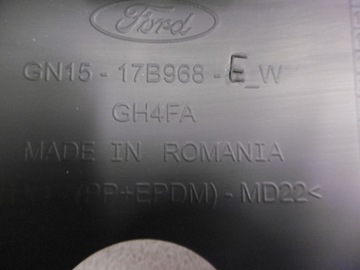 Ford
GN15 - 17B968 - E_W
GH4FA
MADE IN ROMANIA
(PP+EPDM) - MD22<